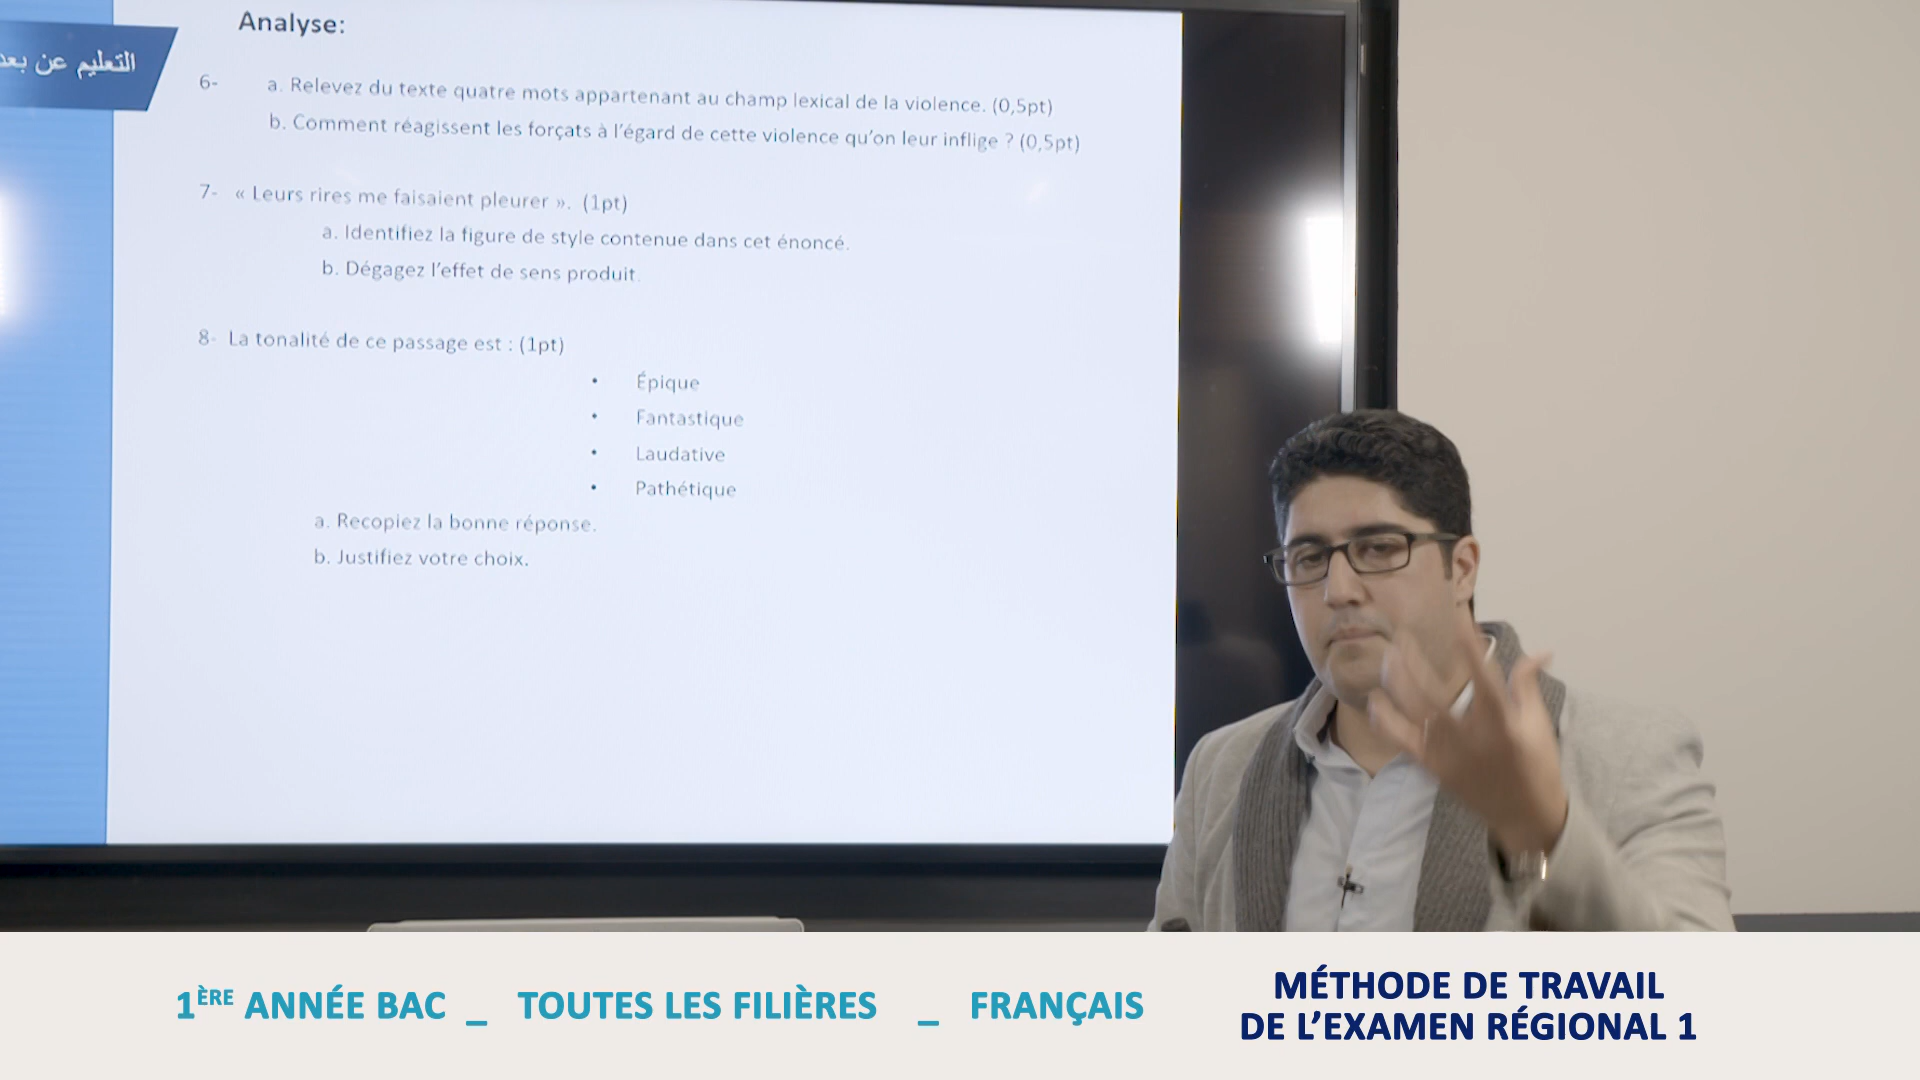 Analyse:
التعليم عن بعد
6- a. Relevez du texte quatre mots appartenant au champ lexical de la violence. (0,5pt)
b. Comment réagissent les forçats à l’égard de cette violence qu’on leur inflige ? (0,5pt)
7- « Leurs rires me faisaient pleurer ». (1pt)
a. Identifiez la figure de style contenue dans cet énoncé.
b. Dégagez l’effet de sens produit.
8- La tonalité de ce passage est : (1pt)
• Épique
• Fantastique
• Laudative
• Pathétique
a. Recopiez la bonne réponse.
b. Justifiez votre choix.
1ÈRE ANNÉE BAC _ TOUTES LES FILIÈRES _ FRANÇAIS
MÉTHODE DE TRAVAIL
DE L’EXAMEN RÉGIONAL 1